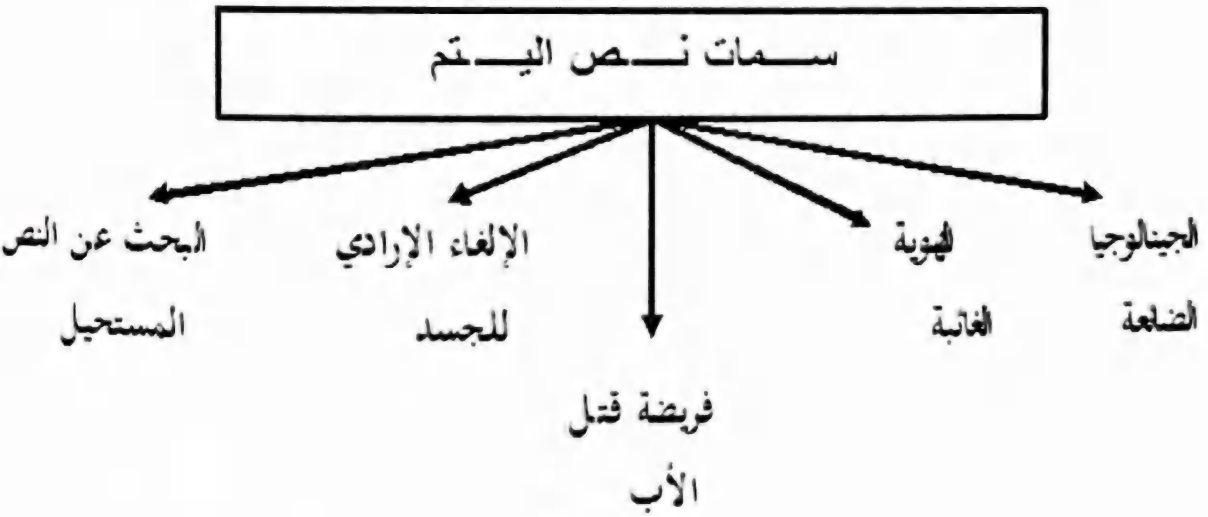 سمات نص اليتم
الجينالوجيا
الضائعة
الهوية
الغائبة
فريضة قتل
الأب
الإلغاء الإرادي
للجسد
البحث عن النص
المستحيل